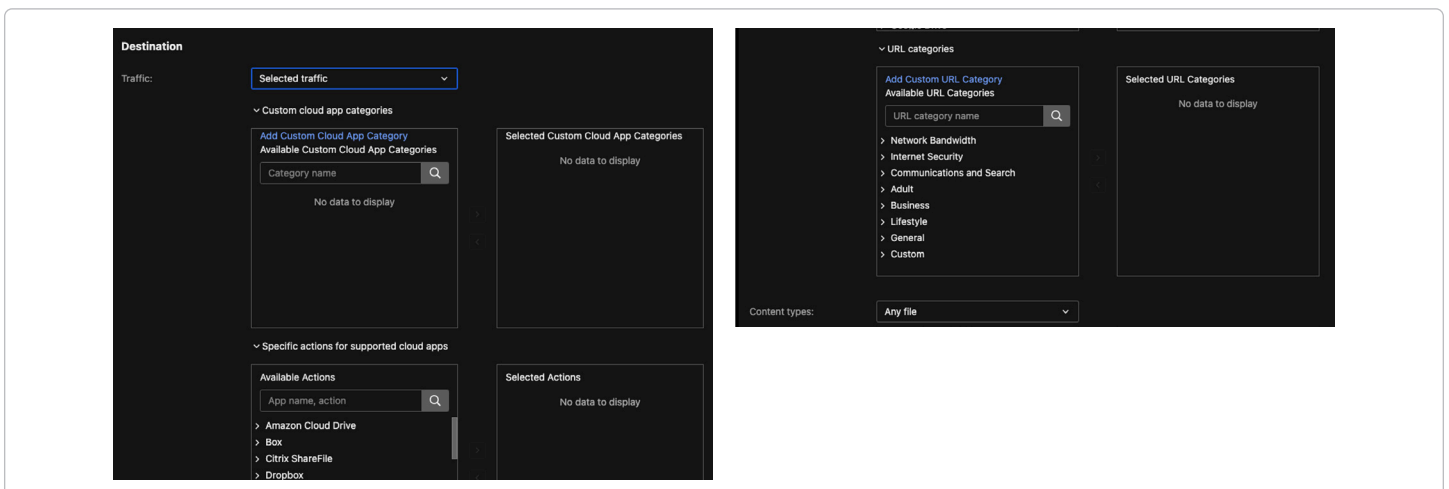 Destination
Traffic:
Selected traffic
Custom cloud app categories
Add Custom Cloud App Category
Available Custom Cloud App Categories
Category name
No data to display
Selected Custom Cloud App Categories
No data to display
Specific actions for supported cloud apps
Available Actions
App name, action
Amazon Cloud Drive
Box
Citrix ShareFile
Dropbox
Selected Actions
No data to display
URL categories
Add Custom URL Category
Available URL Categories
URL category name
Network Bandwidth
Internet Security
Communications and Search
Adult
Business
Lifestyle
General
Custom
Selected URL Categories
No data to display
Content types:
Any file